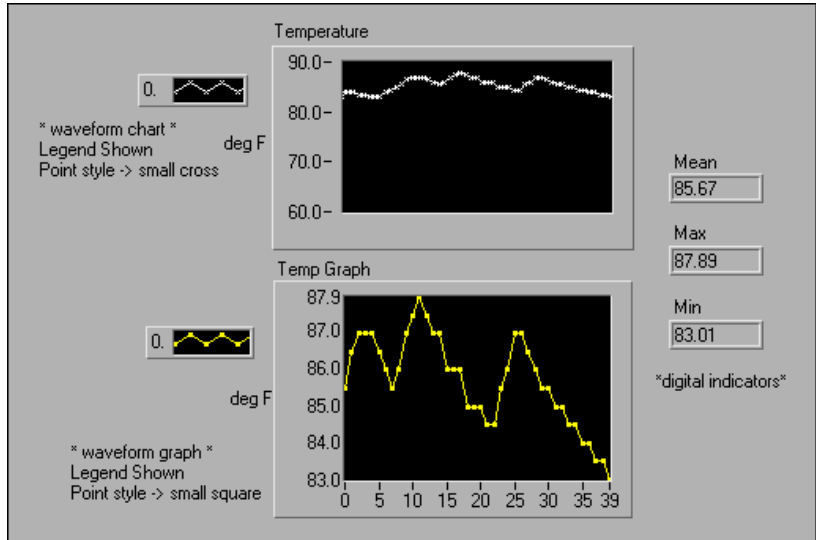 Temperature
90.0-
80.0-
70.0-
60.0-
deg F
0.
* waveform chart *
Legend Shown
Point style -> small cross
Mean
85.67
Max
87.89
Min
83.01
*digital indicators*
Temp Graph
87.9
87.0
86.0
85.0
84.0
83.0
0 5 10 15 20 25 30 35 39
deg F
0.
* waveform graph *
Legend Shown
Point style -> small square